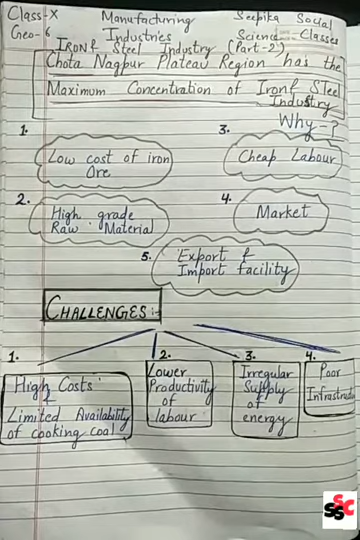 Class-X Manufacturing Seepika Social
Geo-6 Industries Science Classes
Iron & Steel Industry (Part-2)
Chota Nagpur Plateau Region has the
Maximum Concentration of Iron & Steel
Industry
Why-?
1.
Low cost of iron
Ore
2.
High grade
Raw Material
3.
Cheap Labour
4.
Market
5.
Export &
Import facility
CHALLENGES:-
1.
High Costs
&
Limited Availability
of cooking coal
2.
Lower
Productivity
of
labour
3.
Irregular
Supply
of
energy
4.
Poor
Infrastructu
SSSC